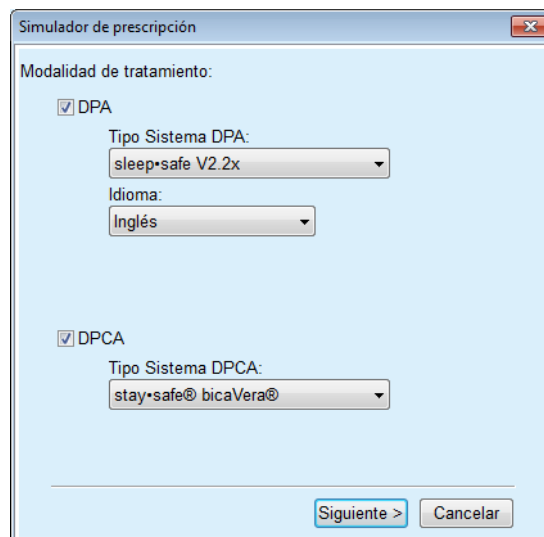 Simulador de prescripción
Modalidad de tratamiento:
DPA
Tipo Sistema DPA:
sleep•safe V2.2x
Idioma:
Inglés
DPCA
Tipo Sistema DPCA:
stay•safe® bicaVera®
Siguiente > Cancelar